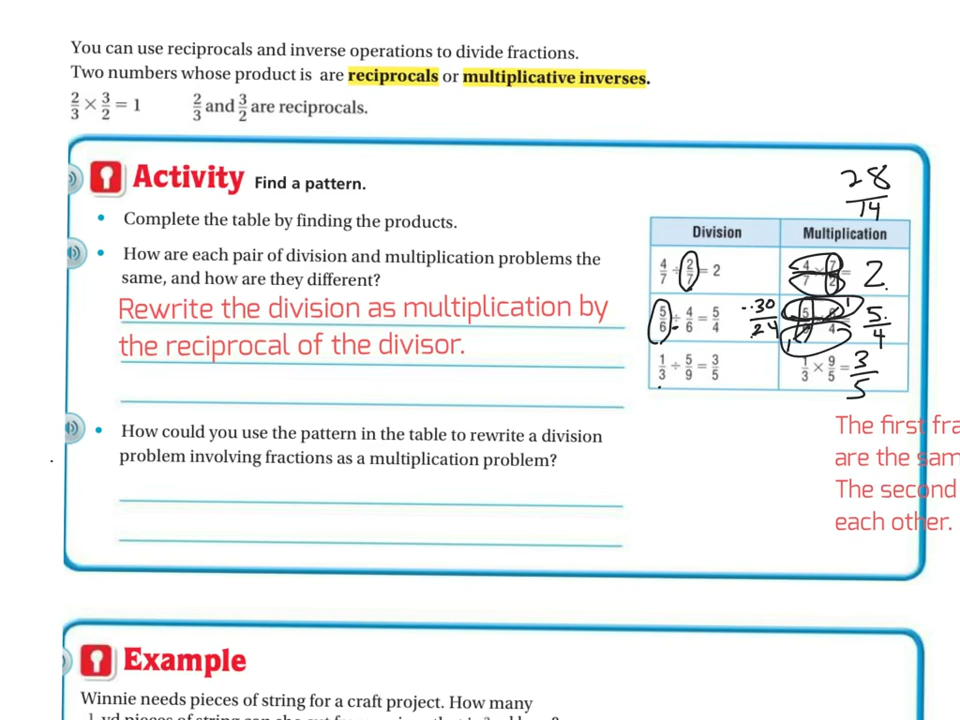 You can use reciprocals and inverse operations to divide fractions.
Two numbers whose product is are reciprocals or multiplicative inverses.
2/3 × 3/2 = 1 2/3 and 3/2 are reciprocals.
Activity Find a pattern.
• Complete the table by finding the products.
• How are each pair of division and multiplication problems the
same, and how are they different?
Rewrite the division as multiplication by
the reciprocal of the divisor.
• How could you use the pattern in the table to rewrite a division
problem involving fractions as a multiplication problem?
28/14
Division Multiplication
4/7 ÷ 2/7 = 2 4/7 × 7/2 = 2.
5/6 ÷ 4/6 = 5/4 30/24 5 4 5/4
1/3 ÷ 5/9 = 3/5 1/3 × 9/5 = 3/5
The first
are the
The second
each other.
Example
Winnie needs pieces of string for a craft project. How many